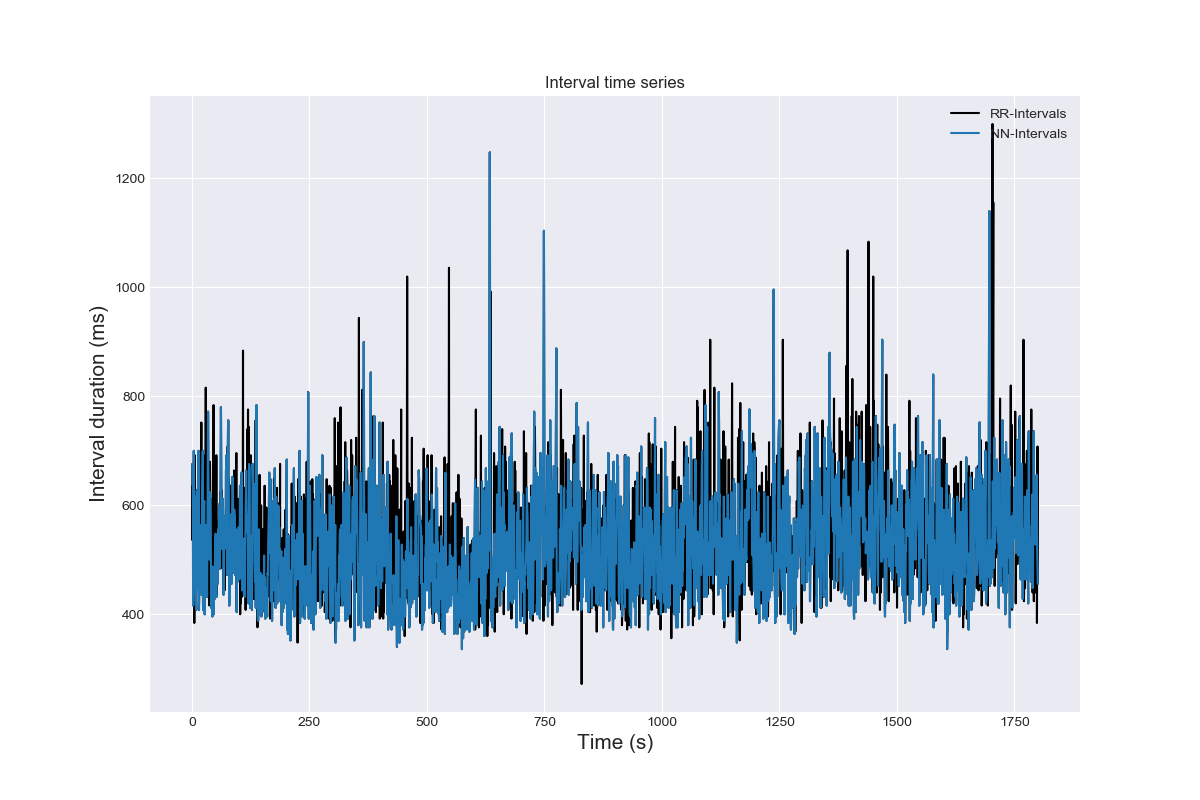 Interval time series
RR-Intervals
NN-Intervals
1200
1000
800
600
400
Interval duration (ms)
0 250 500 750 1000 1250 1500 1750
Time (s)